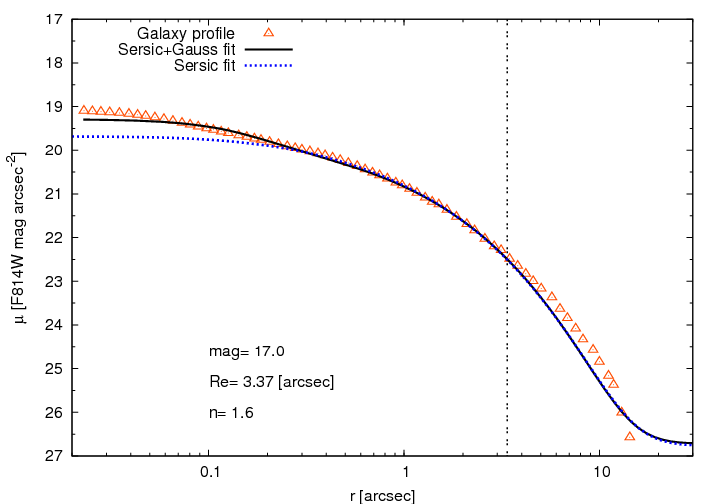 Galaxy profile
Sersic+Gauss fit
Sersic fit
17
18
19
20
21
22
23
24
25
26
27
μ [F814W mag arcsec-2]
mag= 17.0
Re= 3.37 [arcsec]
n= 1.6
0.1 1 10
r [arcsec]